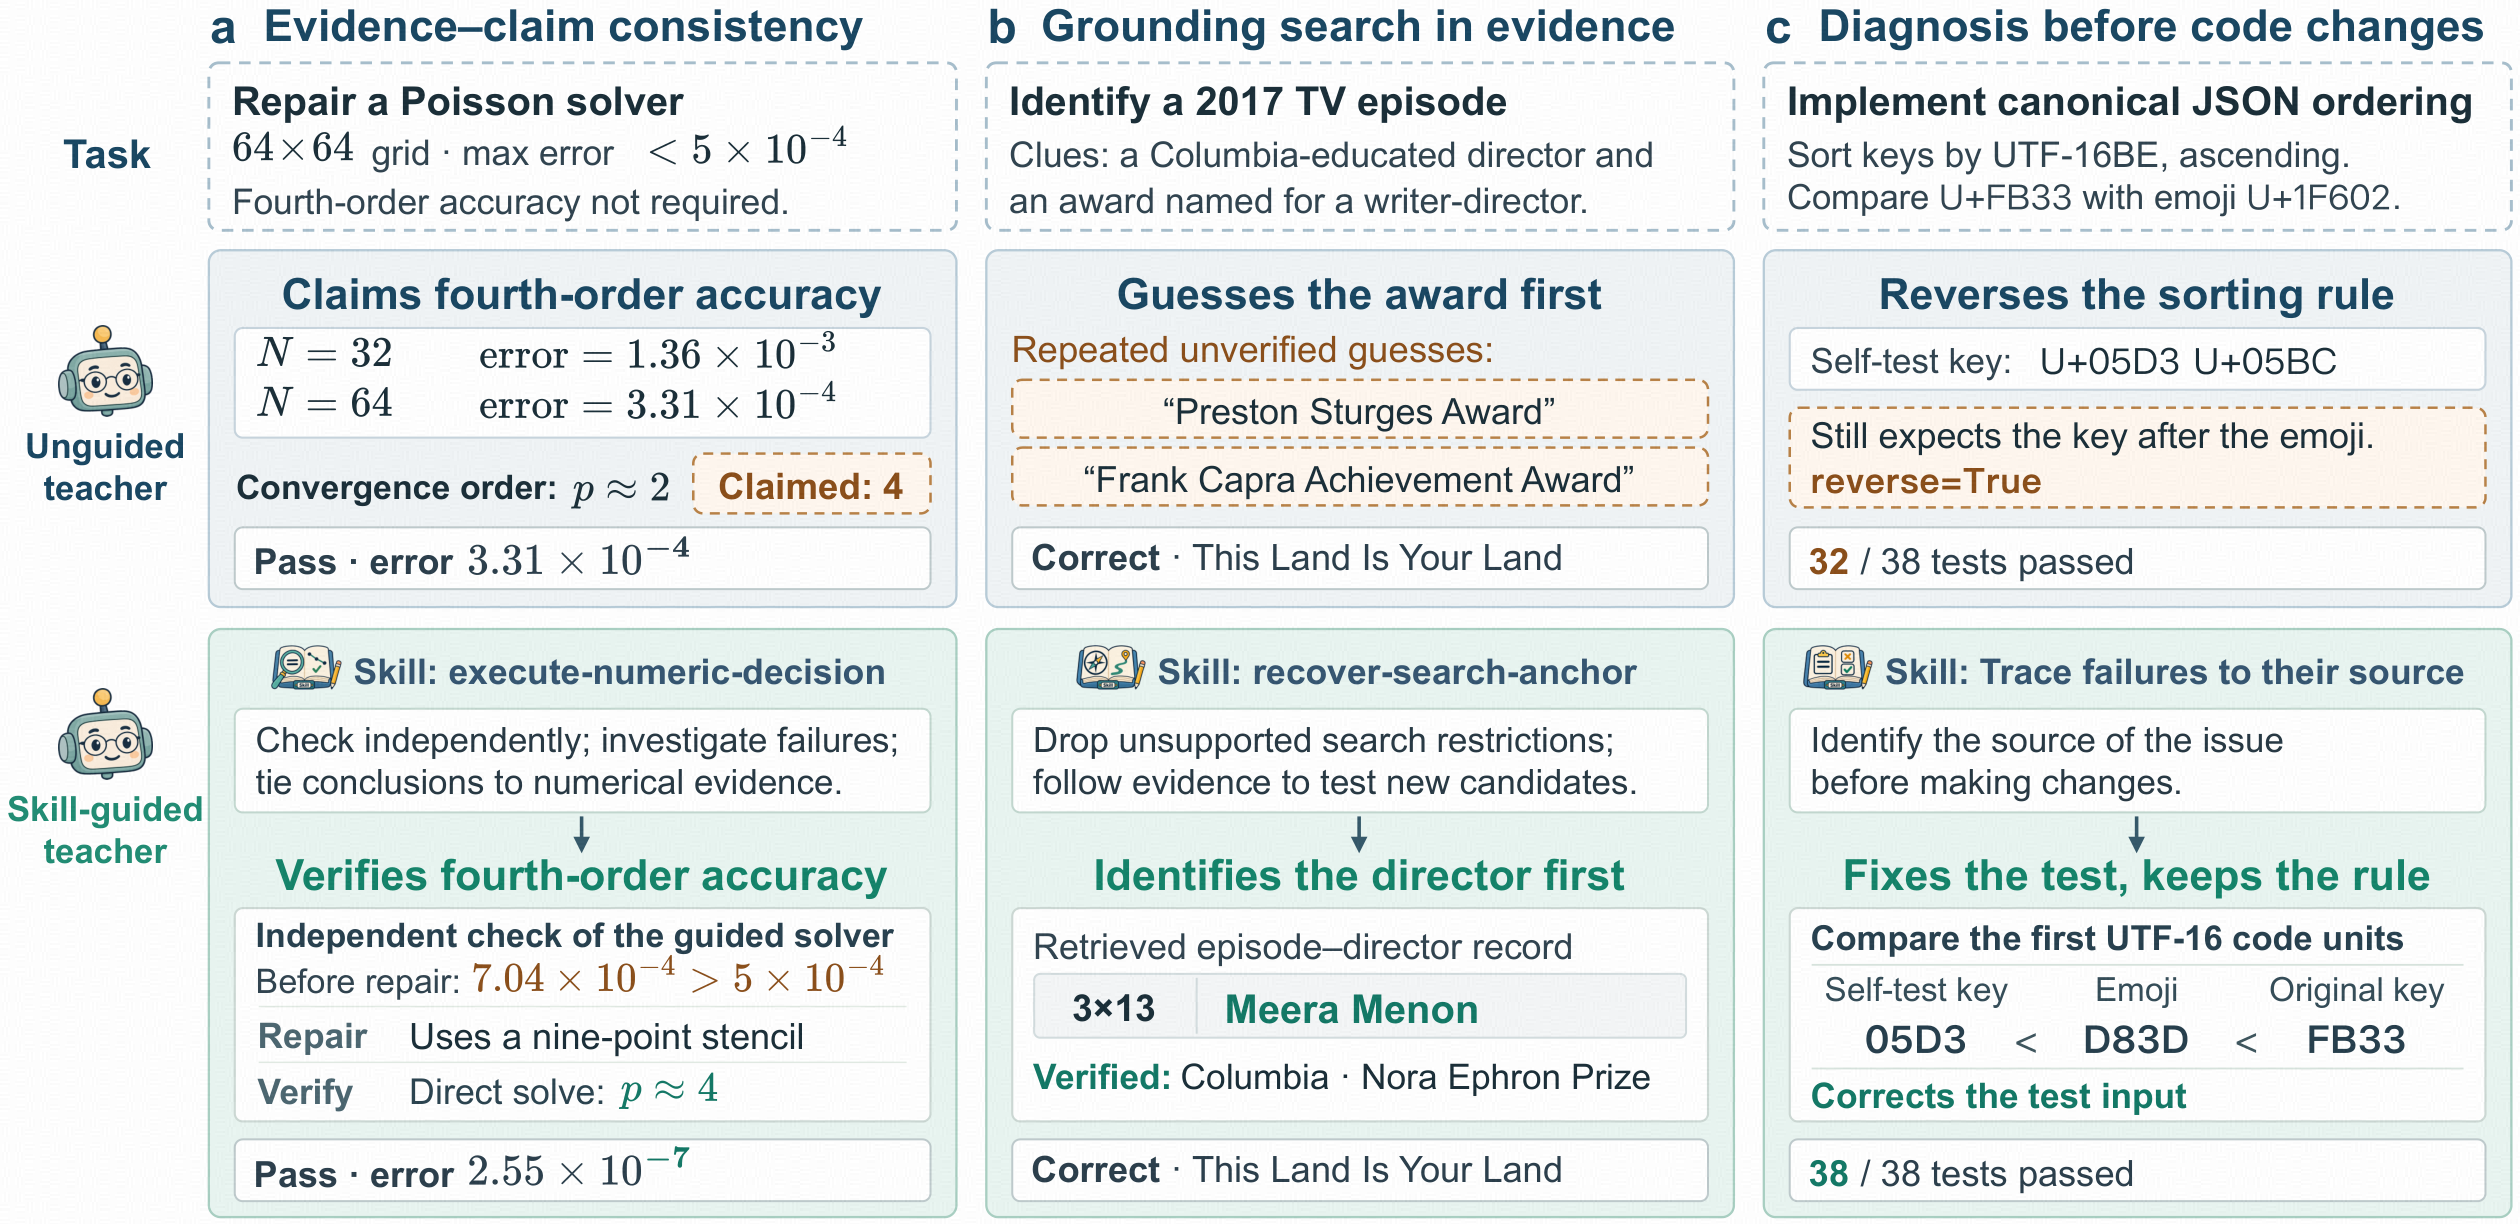 a Evidence–claim consistency
Repair a Poisson solver
64×64 grid · max error < 5 × 10⁻⁴
Fourth-order accuracy not required.
b Grounding search in evidence
Identify a 2017 TV episode
Clues: a Columbia-educated director and
an award named for a writer-director.
c Diagnosis before code changes
Implement canonical JSON ordering
Sort keys by UTF-16BE, ascending.
Compare U+FB33 with emoji U+1F602.
Task
Unguided
teacher
Claims fourth-order accuracy
N = 32 error = 1.36 × 10⁻³
N = 64 error = 3.31 × 10⁻⁴
Convergence order: p ≈ 2 Claimed: 4
Pass · error 3.31 × 10⁻⁴
Guesses the award first
Repeated unverified guesses:
“Preston Sturges Award”
“Frank Capra Achievement Award”
Correct · This Land Is Your Land
Reverses the sorting rule
Self-test key: U+05D3 U+05BC
Still expects the key after the emoji.
reverse=True
32 / 38 tests passed
Skill-guided
teacher
Skill: execute-numeric-decision
Check independently; investigate failures;
tie conclusions to numerical evidence.
Verifies fourth-order accuracy
Independent check of the guided solver
Before repair: 7.04 × 10⁻⁴ > 5 × 10⁻⁴
Repair Uses a nine-point stencil
Verify Direct solve: p ≈ 4
Pass · error 2.55 × 10⁻⁷
Skill: recover-search-anchor
Drop unsupported search restrictions;
follow evidence to test new candidates.
Identifies the director first
Retrieved episode–director record
3×13 Meera Menon
Verified: Columbia · Nora Ephron Prize
Correct · This Land Is Your Land
Skill: Trace failures to their source
Identify the source of the issue
before making changes.
Fixes the test, keeps the rule
Compare the first UTF-16 code units
Self-test key Emoji Original key
05D3 < D83D < FB33
Corrects the test input
38 / 38 tests passed